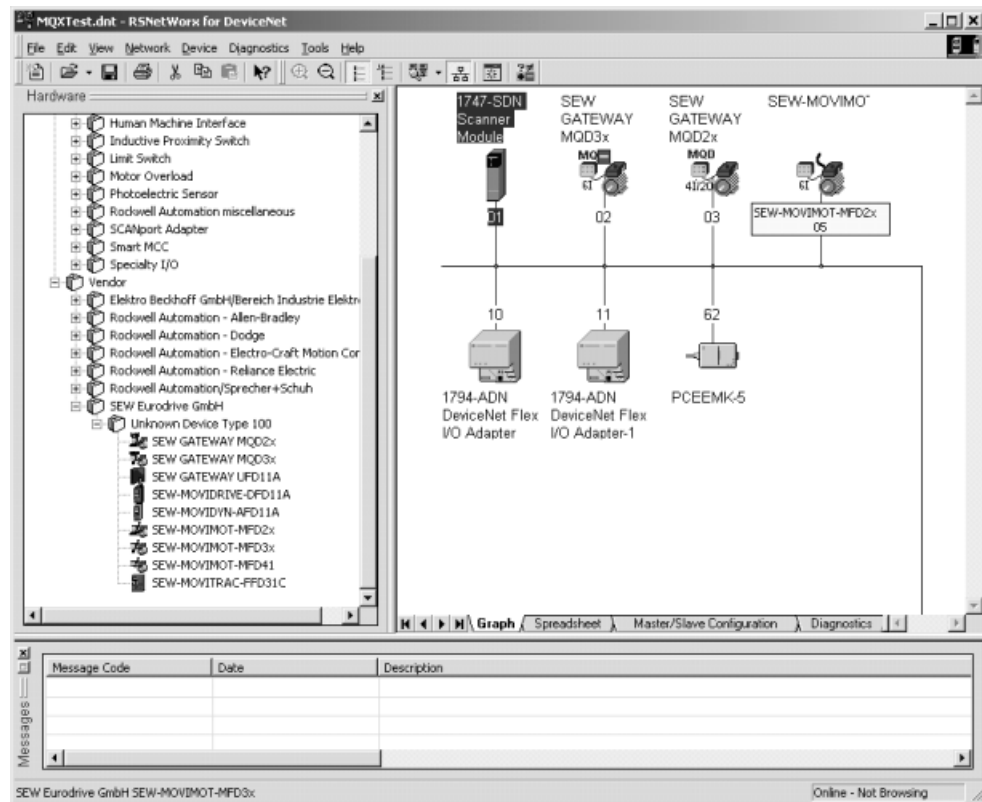 MQXTest.dnt - RSNetWorx for DeviceNet
File Edit View Network Device Diagnostics Tools Help
Hardware
Human Machine Interface
Inductive Proximity Switch
Limit Switch
Motor Overload
Photoelectric Sensor
Rockwell Automation miscellaneous
SCANport Adapter
Smart MCC
Specialty I/O
Vendor
Elektro Beckhoff GmbH/Bereich Industrie Elektr
Rockwell Automation - Allen-Bradley
Rockwell Automation - Dodge
Rockwell Automation - Electro-Craft Motion Cor
Rockwell Automation - Reliance Electric
Rockwell Automation/Sprecher+Schuh
SEW Eurodrive GmbH
Unknown Device Type 100
SEW GATEWAY MQD2x
SEW GATEWAY MQD3x
SEW GATEWAY UFD11A
SEW-MOVIDRIVE-DFD11A
SEW-MOVIDYN-AFD11A
SEW-MOVIMOT-MFD2x
SEW-MOVIMOT-MFD3x
SEW-MOVIMOT-MFD41
SEW-MOVITRAC-FFD31C
1747-SDN
Scanner
Module
01
SEW
GATEWAY
MQD3x
MQ
6I
02
SEW
GATEWAY
MQD2x
MQD
4I/2O
03
SEW-MOVIMO
6I
SEW-MOVIMOT-MFD2x
05
10
1794-ADN
DeviceNet Flex
I/O Adapter
11
1794-ADN
DeviceNet Flex
I/O Adapter-1
62
PCEEMK-5
Graph Spreadsheet Master/Slave Configuration Diagnostics
Messages
Message Code Date Description
SEW Eurodrive GmbH SEW-MOVIMOT-MFD3x
Online - Not Browsing